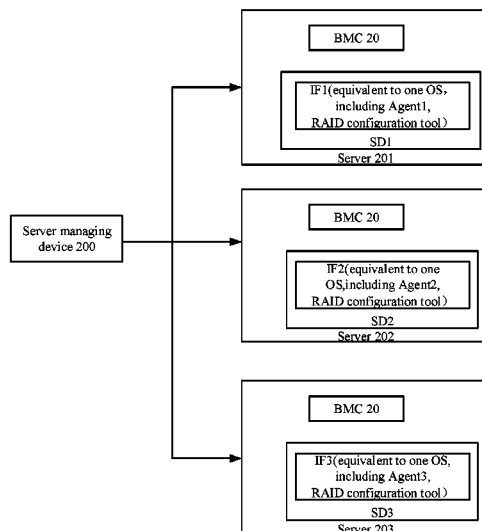 BMC 20
IF1(equivalent to one OS,
including Agent1,
RAID configuration tool)
SD1
Server 201
Server managing
device 200
BMC 20
IF2(equivalent to one
OS,including Agent2,
RAID configuration tool)
SD2
Server 202
BMC 20
IF3(equivalent to one OS,
including Agent3,
RAID configuration tool)
SD3
Server 203